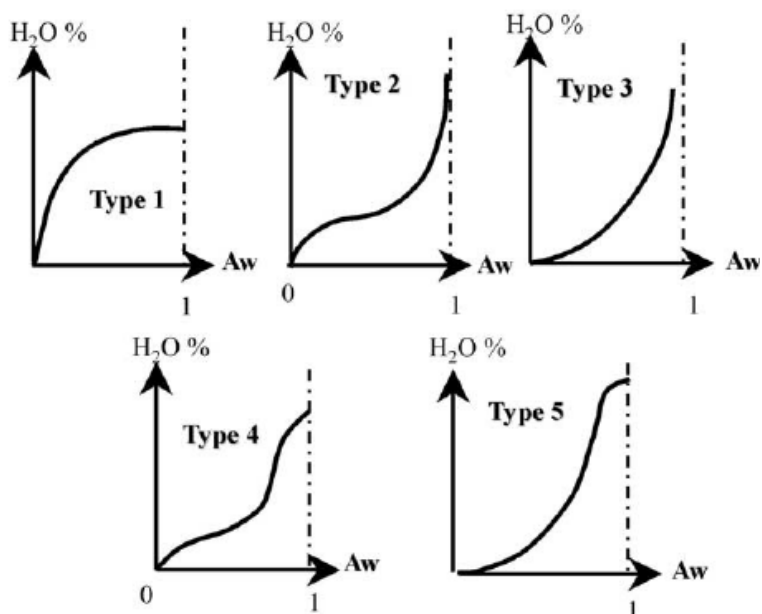 H₂O %
Type 1
Aw
1
H₂O %
Type 2
Aw
0
1
H₂O %
Type 3
Aw
1
H₂O %
Type 4
Aw
0
1
H₂O %
Type 5
Aw
1